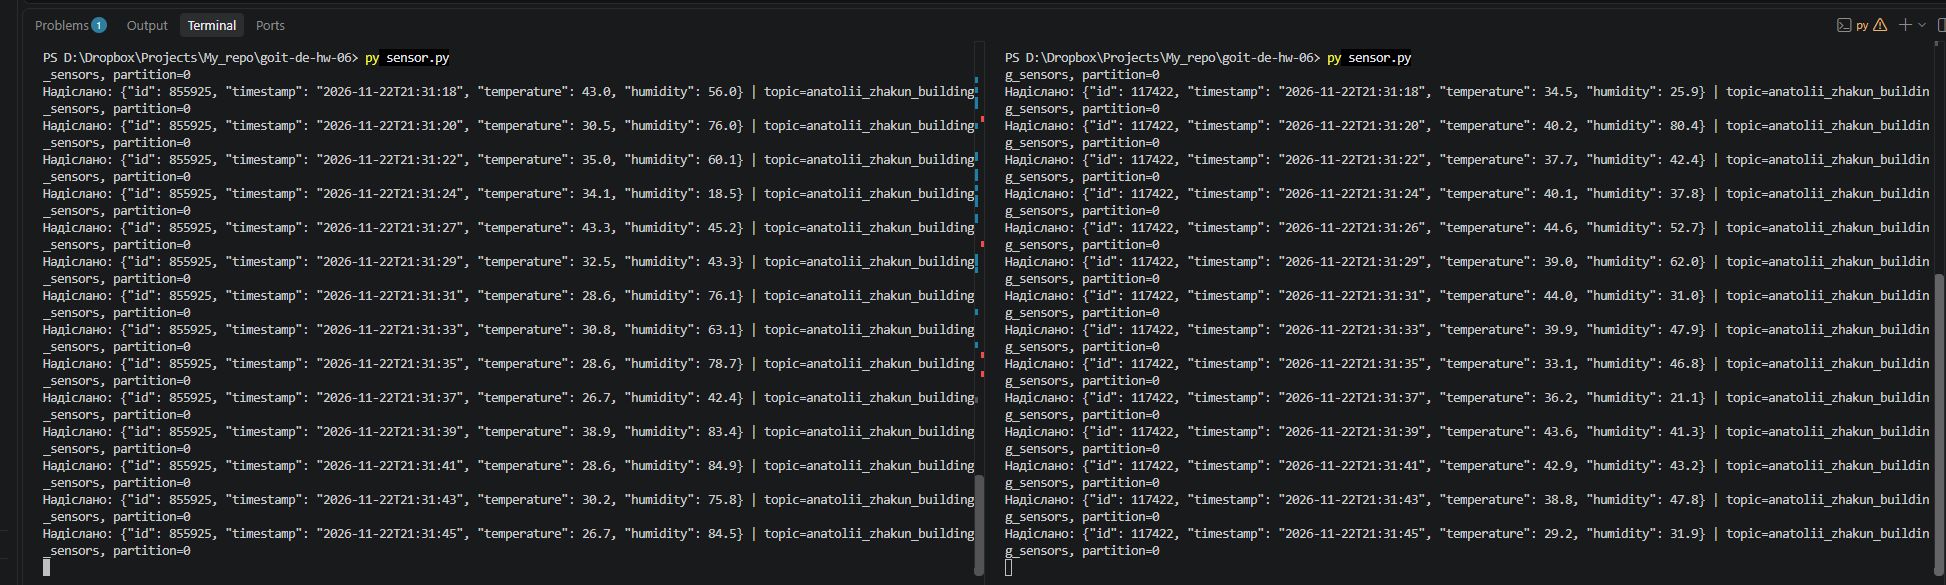 Problems 1 Output Terminal Ports
py
PS D:\Dropbox\Projects\My_repo\goit-de-hw-06> py sensor.py
_sensors, partition=0
Надіслано: {"id": 855925, "timestamp": "2026-11-22T21:31:18", "temperature": 43.0, "humidity": 56.0} | topic=anatolii_zhakun_building
_sensors, partition=0
Надіслано: {"id": 855925, "timestamp": "2026-11-22T21:31:20", "temperature": 30.5, "humidity": 76.0} | topic=anatolii_zhakun_building
_sensors, partition=0
Надіслано: {"id": 855925, "timestamp": "2026-11-22T21:31:22", "temperature": 35.0, "humidity": 60.1} | topic=anatolii_zhakun_building
_sensors, partition=0
Надіслано: {"id": 855925, "timestamp": "2026-11-22T21:31:24", "temperature": 34.1, "humidity": 18.5} | topic=anatolii_zhakun_building
_sensors, partition=0
Надіслано: {"id": 855925, "timestamp": "2026-11-22T21:31:27", "temperature": 43.3, "humidity": 45.2} | topic=anatolii_zhakun_building
_sensors, partition=0
Надіслано: {"id": 855925, "timestamp": "2026-11-22T21:31:29", "temperature": 32.5, "humidity": 43.3} | topic=anatolii_zhakun_building
_sensors, partition=0
Надіслано: {"id": 855925, "timestamp": "2026-11-22T21:31:31", "temperature": 28.6, "humidity": 76.1} | topic=anatolii_zhakun_building
_sensors, partition=0
Надіслано: {"id": 855925, "timestamp": "2026-11-22T21:31:33", "temperature": 30.8, "humidity": 63.1} | topic=anatolii_zhakun_building
_sensors, partition=0
Надіслано: {"id": 855925, "timestamp": "2026-11-22T21:31:35", "temperature": 28.6, "humidity": 78.7} | topic=anatolii_zhakun_building
_sensors, partition=0
Надіслано: {"id": 855925, "timestamp": "2026-11-22T21:31:37", "temperature": 26.7, "humidity": 42.4} | topic=anatolii_zhakun_building
_sensors, partition=0
Надіслано: {"id": 855925, "timestamp": "2026-11-22T21:31:39", "temperature": 38.9, "humidity": 83.4} | topic=anatolii_zhakun_building
_sensors, partition=0
Надіслано: {"id": 855925, "timestamp": "2026-11-22T21:31:41", "temperature": 28.6, "humidity": 84.9} | topic=anatolii_zhakun_building
_sensors, partition=0
Надіслано: {"id": 855925, "timestamp": "2026-11-22T21:31:43", "temperature": 30.2, "humidity": 75.8} | topic=anatolii_zhakun_building
_sensors, partition=0
Надіслано: {"id": 855925, "timestamp": "2026-11-22T21:31:45", "temperature": 26.7, "humidity": 84.5} | topic=anatolii_zhakun_building
_sensors, partition=0
PS D:\Dropbox\Projects\My_repo\goit-de-hw-06> py sensor.py
g_sensors, partition=0
Надіслано: {"id": 117422, "timestamp": "2026-11-22T21:31:18", "temperature": 34.5, "humidity": 25.9} | topic=anatolii_zhakun_buildin
g_sensors, partition=0
Надіслано: {"id": 117422, "timestamp": "2026-11-22T21:31:20", "temperature": 40.2, "humidity": 80.4} | topic=anatolii_zhakun_buildin
g_sensors, partition=0
Надіслано: {"id": 117422, "timestamp": "2026-11-22T21:31:22", "temperature": 37.7, "humidity": 42.4} | topic=anatolii_zhakun_buildin
g_sensors, partition=0
Надіслано: {"id": 117422, "timestamp": "2026-11-22T21:31:24", "temperature": 40.1, "humidity": 37.8} | topic=anatolii_zhakun_buildin
g_sensors, partition=0
Надіслано: {"id": 117422, "timestamp": "2026-11-22T21:31:26", "temperature": 44.6, "humidity": 52.7} | topic=anatolii_zhakun_buildin
g_sensors, partition=0
Надіслано: {"id": 117422, "timestamp": "2026-11-22T21:31:29", "temperature": 39.0, "humidity": 62.0} | topic=anatolii_zhakun_buildin
g_sensors, partition=0
Надіслано: {"id": 117422, "timestamp": "2026-11-22T21:31:31", "temperature": 44.0, "humidity": 31.0} | topic=anatolii_zhakun_buildin
g_sensors, partition=0
Надіслано: {"id": 117422, "timestamp": "2026-11-22T21:31:33", "temperature": 39.9, "humidity": 47.9} | topic=anatolii_zhakun_buildin
g_sensors, partition=0
Надіслано: {"id": 117422, "timestamp": "2026-11-22T21:31:35", "temperature": 33.1, "humidity": 46.8} | topic=anatolii_zhakun_buildin
g_sensors, partition=0
Надіслано: {"id": 117422, "timestamp": "2026-11-22T21:31:37", "temperature": 36.2, "humidity": 21.1} | topic=anatolii_zhakun_buildin
g_sensors, partition=0
Надіслано: {"id": 117422, "timestamp": "2026-11-22T21:31:39", "temperature": 43.6, "humidity": 41.3} | topic=anatolii_zhakun_buildin
g_sensors, partition=0
Надіслано: {"id": 117422, "timestamp": "2026-11-22T21:31:41", "temperature": 42.9, "humidity": 43.2} | topic=anatolii_zhakun_buildin
g_sensors, partition=0
Надіслано: {"id": 117422, "timestamp": "2026-11-22T21:31:43", "temperature": 38.8, "humidity": 47.8} | topic=anatolii_zhakun_buildin
g_sensors, partition=0
Надіслано: {"id": 117422, "timestamp": "2026-11-22T21:31:45", "temperature": 29.2, "humidity": 31.9} | topic=anatolii_zhakun_buildin
g_sensors, partition=0